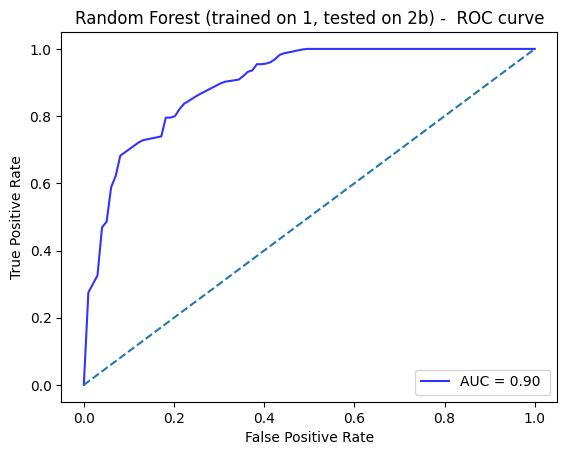 Random Forest (trained on 1, tested on 2b) -  ROC curve
1.0
0.8
0.6
0.4
0.2
0.0
True Positive Rate
0.0 0.2 0.4 0.6 0.8 1.0
False Positive Rate
AUC = 0.90